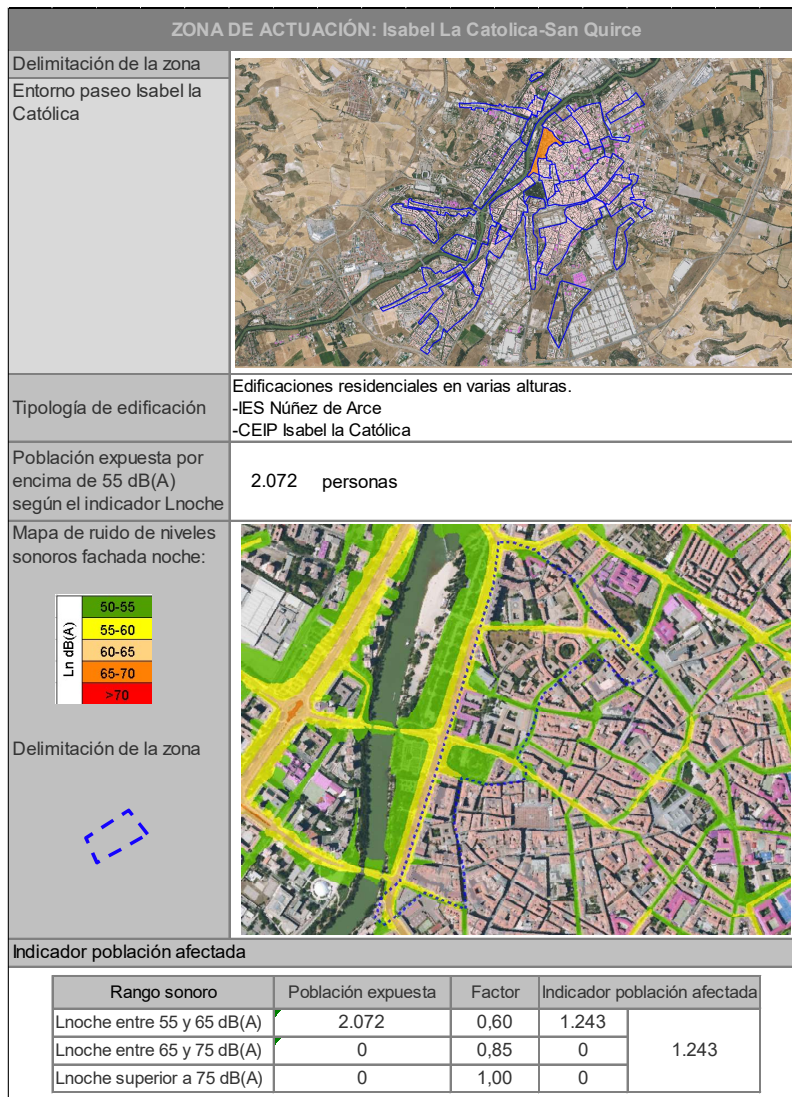 ZONA DE ACTUACIÓN: Isabel La Catolica-San Quirce
Delimitación de la zona
Entorno paseo Isabel la
Católica
Tipología de edificación
Edificaciones residenciales en varias alturas.
-IES Núñez de Arce
-CEIP Isabel la Católica
Población expuesta por
encima de 55 dB(A)
según el indicador Lnoche
2.072 personas
Mapa de ruido de niveles
sonoros fachada noche:
Ln dB(A)
50-55
55-60
60-65
65-70
>70
Delimitación de la zona
Indicador población afectada
Rango sonoro Población expuesta Factor Indicador población afectada
Lnoche entre 55 y 65 dB(A) 2.072 0,60 1.243
Lnoche entre 65 y 75 dB(A) 0 0,85 0 1.243
Lnoche superior a 75 dB(A) 0 1,00 0